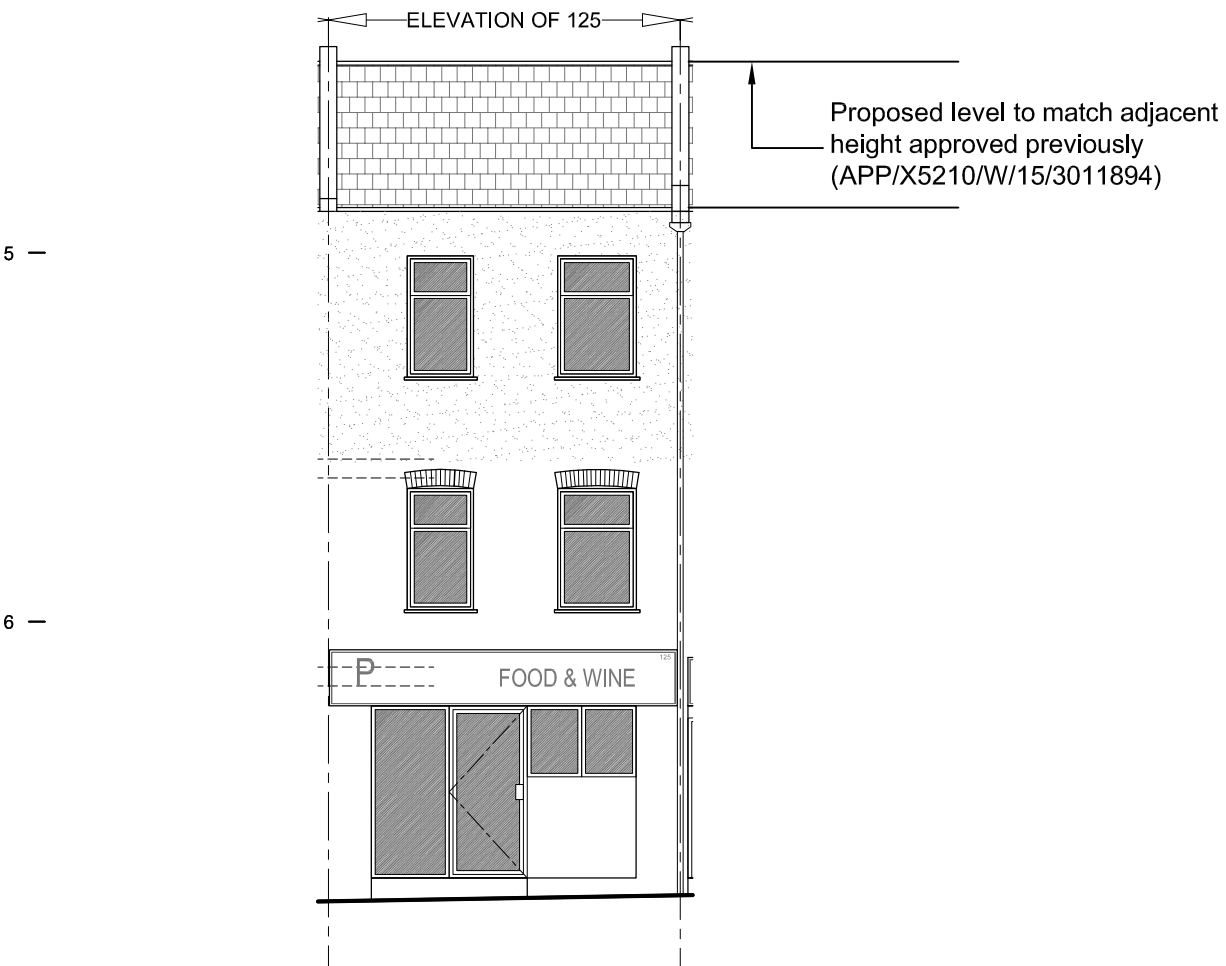 ELEVATION OF 125
Proposed level to match adjacent
height approved previously
(APP/X5210/W/15/3011894)
5
6
125
P
FOOD & WINE